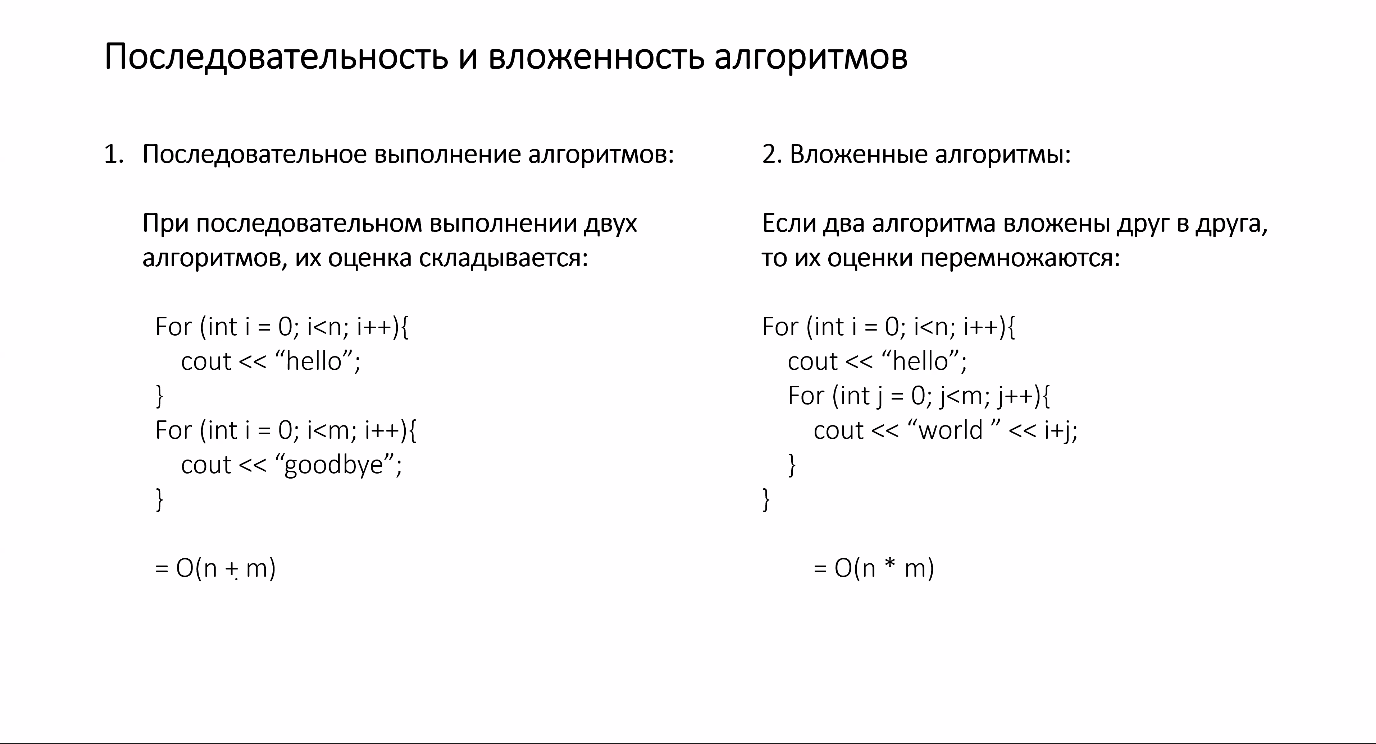 Последовательность и вложенность алгоритмов
1. Последовательное выполнение алгоритмов:
При последовательном выполнении двух
алгоритмов, их оценка складывается:
For (int i = 0; i<n; i++){
cout << “hello”;
}
For (int i = 0; i<m; i++){
cout << “goodbye”;
}
= O(n + m)
2. Вложенные алгоритмы:
Если два алгоритма вложены друг в друга,
то их оценки перемножаются:
For (int i = 0; i<n; i++){
cout << “hello”;
For (int j = 0; j<m; j++){
cout << “world ” << i+j;
}
}
= O(n * m)